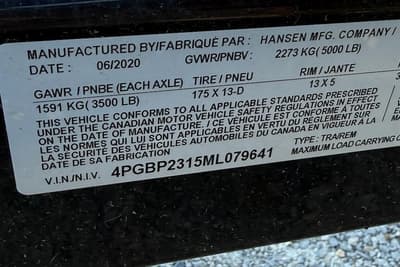 MANUFACTURED BY/FABRIQUÉ PAR : HANSEN MFG. COMPANY /
DATE : 06/2020 GVWR/PNBV : 2273 KG( 5000 LB)
GAWR / PNBE (EACH AXLE) TIRE / PNEU RIM / JANTE
1591 KG( 3500 LB) 175 X 13-D 13 X 5
THIS VEHICLE CONFORMS TO ALL APPLICABLE STANDARDS PRESCRIBED
UNDER THE CANADIAN MOTOR VEHICLE SAFETY REGULATIONS IN EFFECT
ON THE DATE OF MANUFACTURE. / CE VEHICULE EST CONFORME A TOUTES
LES NORMES QUI LUI SONT APPLICABLES EN VERTU DU REGLEMENT SUR
LA SÉCURITÉ DES VÉHICULES AUTOMOBILES DU CANADA EN VIGUEUR A LA
DATE DE SA FABRICATION
TYPE : TRA/REM
V.I.N./N.I.V. 4PGBP2315ML079641 MAXIMUM LOAD CARRYING